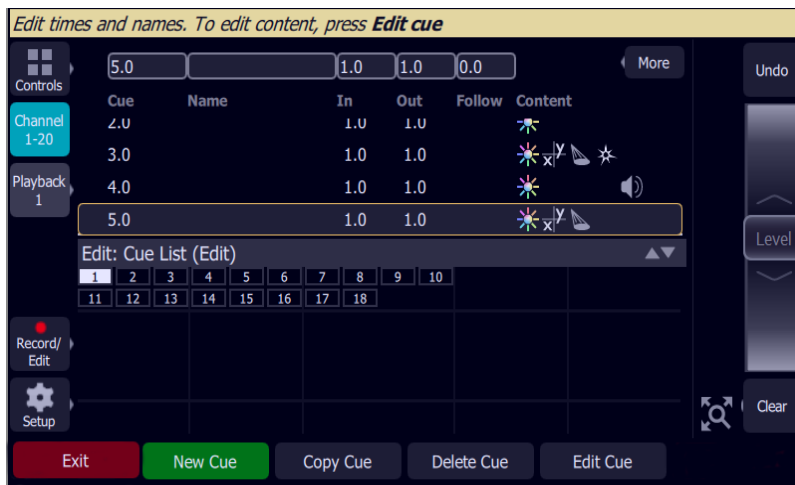 Edit times and names. To edit content, press Edit cue
Controls
5.0 1.0 1.0 0.0 More Undo
Cue Name In Out Follow Content
Channel
1-20
2.0 1.0 1.0
3.0 1.0 1.0 x y
Playback
1
4.0 1.0 1.0
5.0 1.0 1.0 x y
Level
Edit: Cue List (Edit)
1 2 3 4 5 6 7 8 9 10
11 12 13 14 15 16 17 18
Record/
Edit
Setup
Clear
Exit New Cue Copy Cue Delete Cue Edit Cue